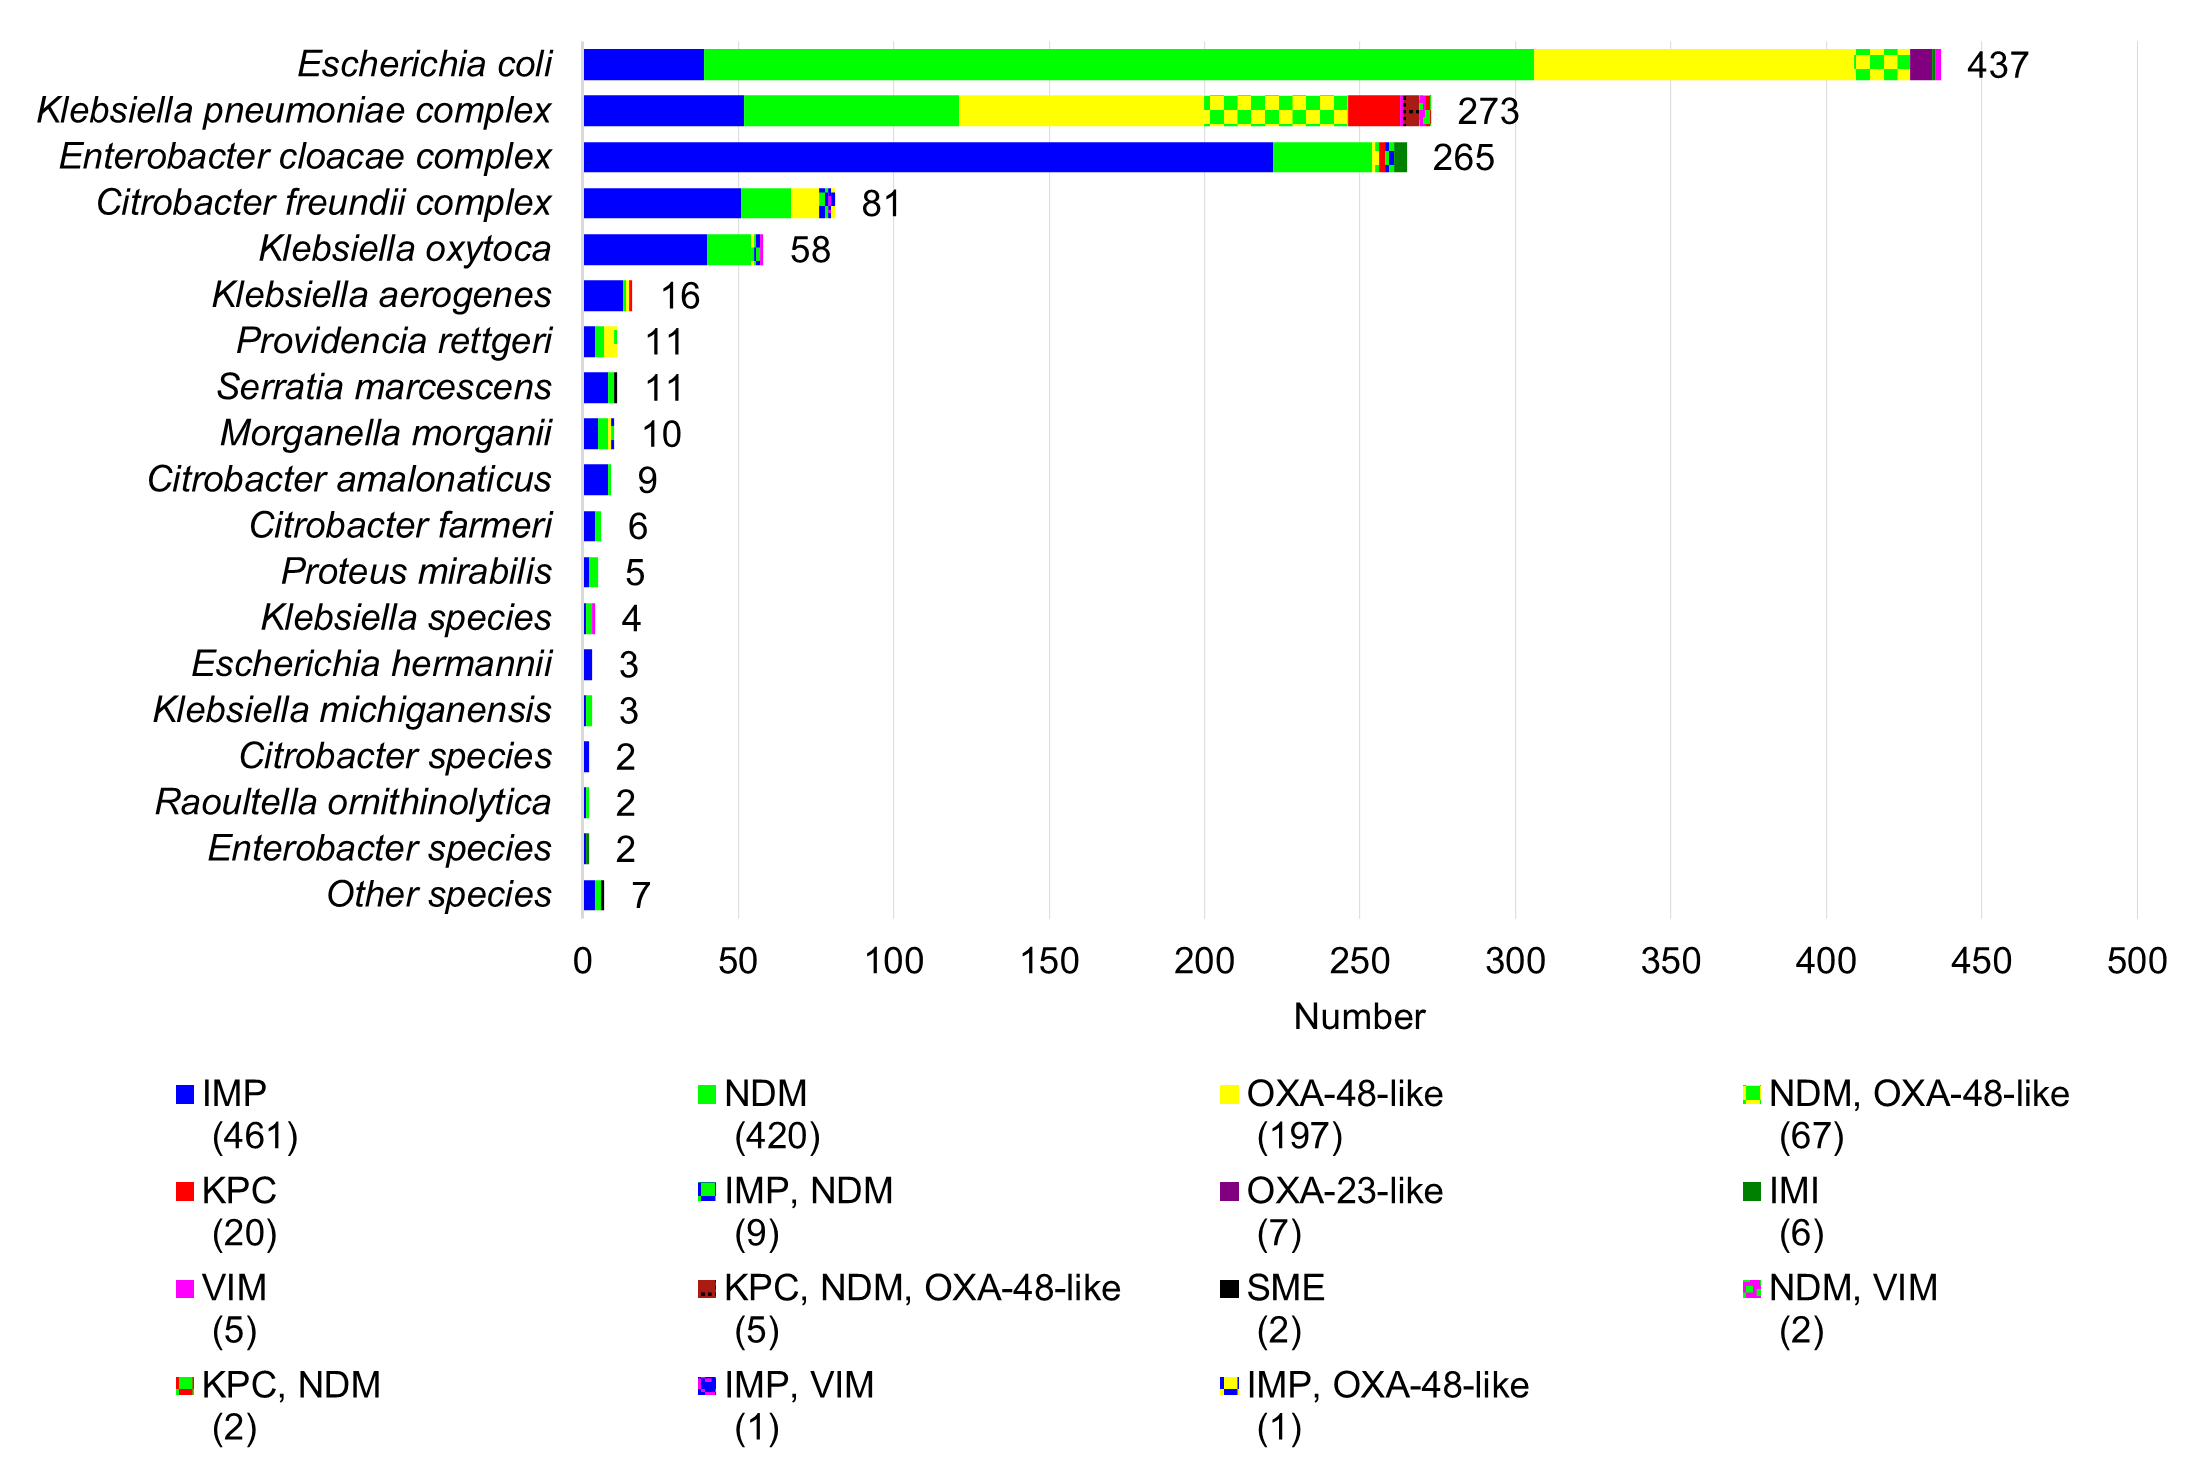 Escherichia coli 437
Klebsiella pneumoniae complex 273
Enterobacter cloacae complex 265
Citrobacter freundii complex 81
Klebsiella oxytoca 58
Klebsiella aerogenes 16
Providencia rettgeri 11
Serratia marcescens 11
Morganella morganii 10
Citrobacter amalonaticus 9
Citrobacter farmeri 6
Proteus mirabilis 5
Klebsiella species 4
Escherichia hermannii 3
Klebsiella michiganensis 3
Citrobacter species 2
Raoultella ornithinolytica 2
Enterobacter species 2
Other species 7
0 50 100 150 200 250 300 350 400 450 500
Number
IMP NDM OXA-48-like NDM, OXA-48-like
(461) (420) (197) (67)
KPC IMP, NDM OXA-23-like IMI
(20) (9) (7) (6)
VIM KPC, NDM, OXA-48-like SME NDM, VIM
(5) (5) (2) (2)
KPC, NDM IMP, VIM IMP, OXA-48-like
(2) (1) (1)